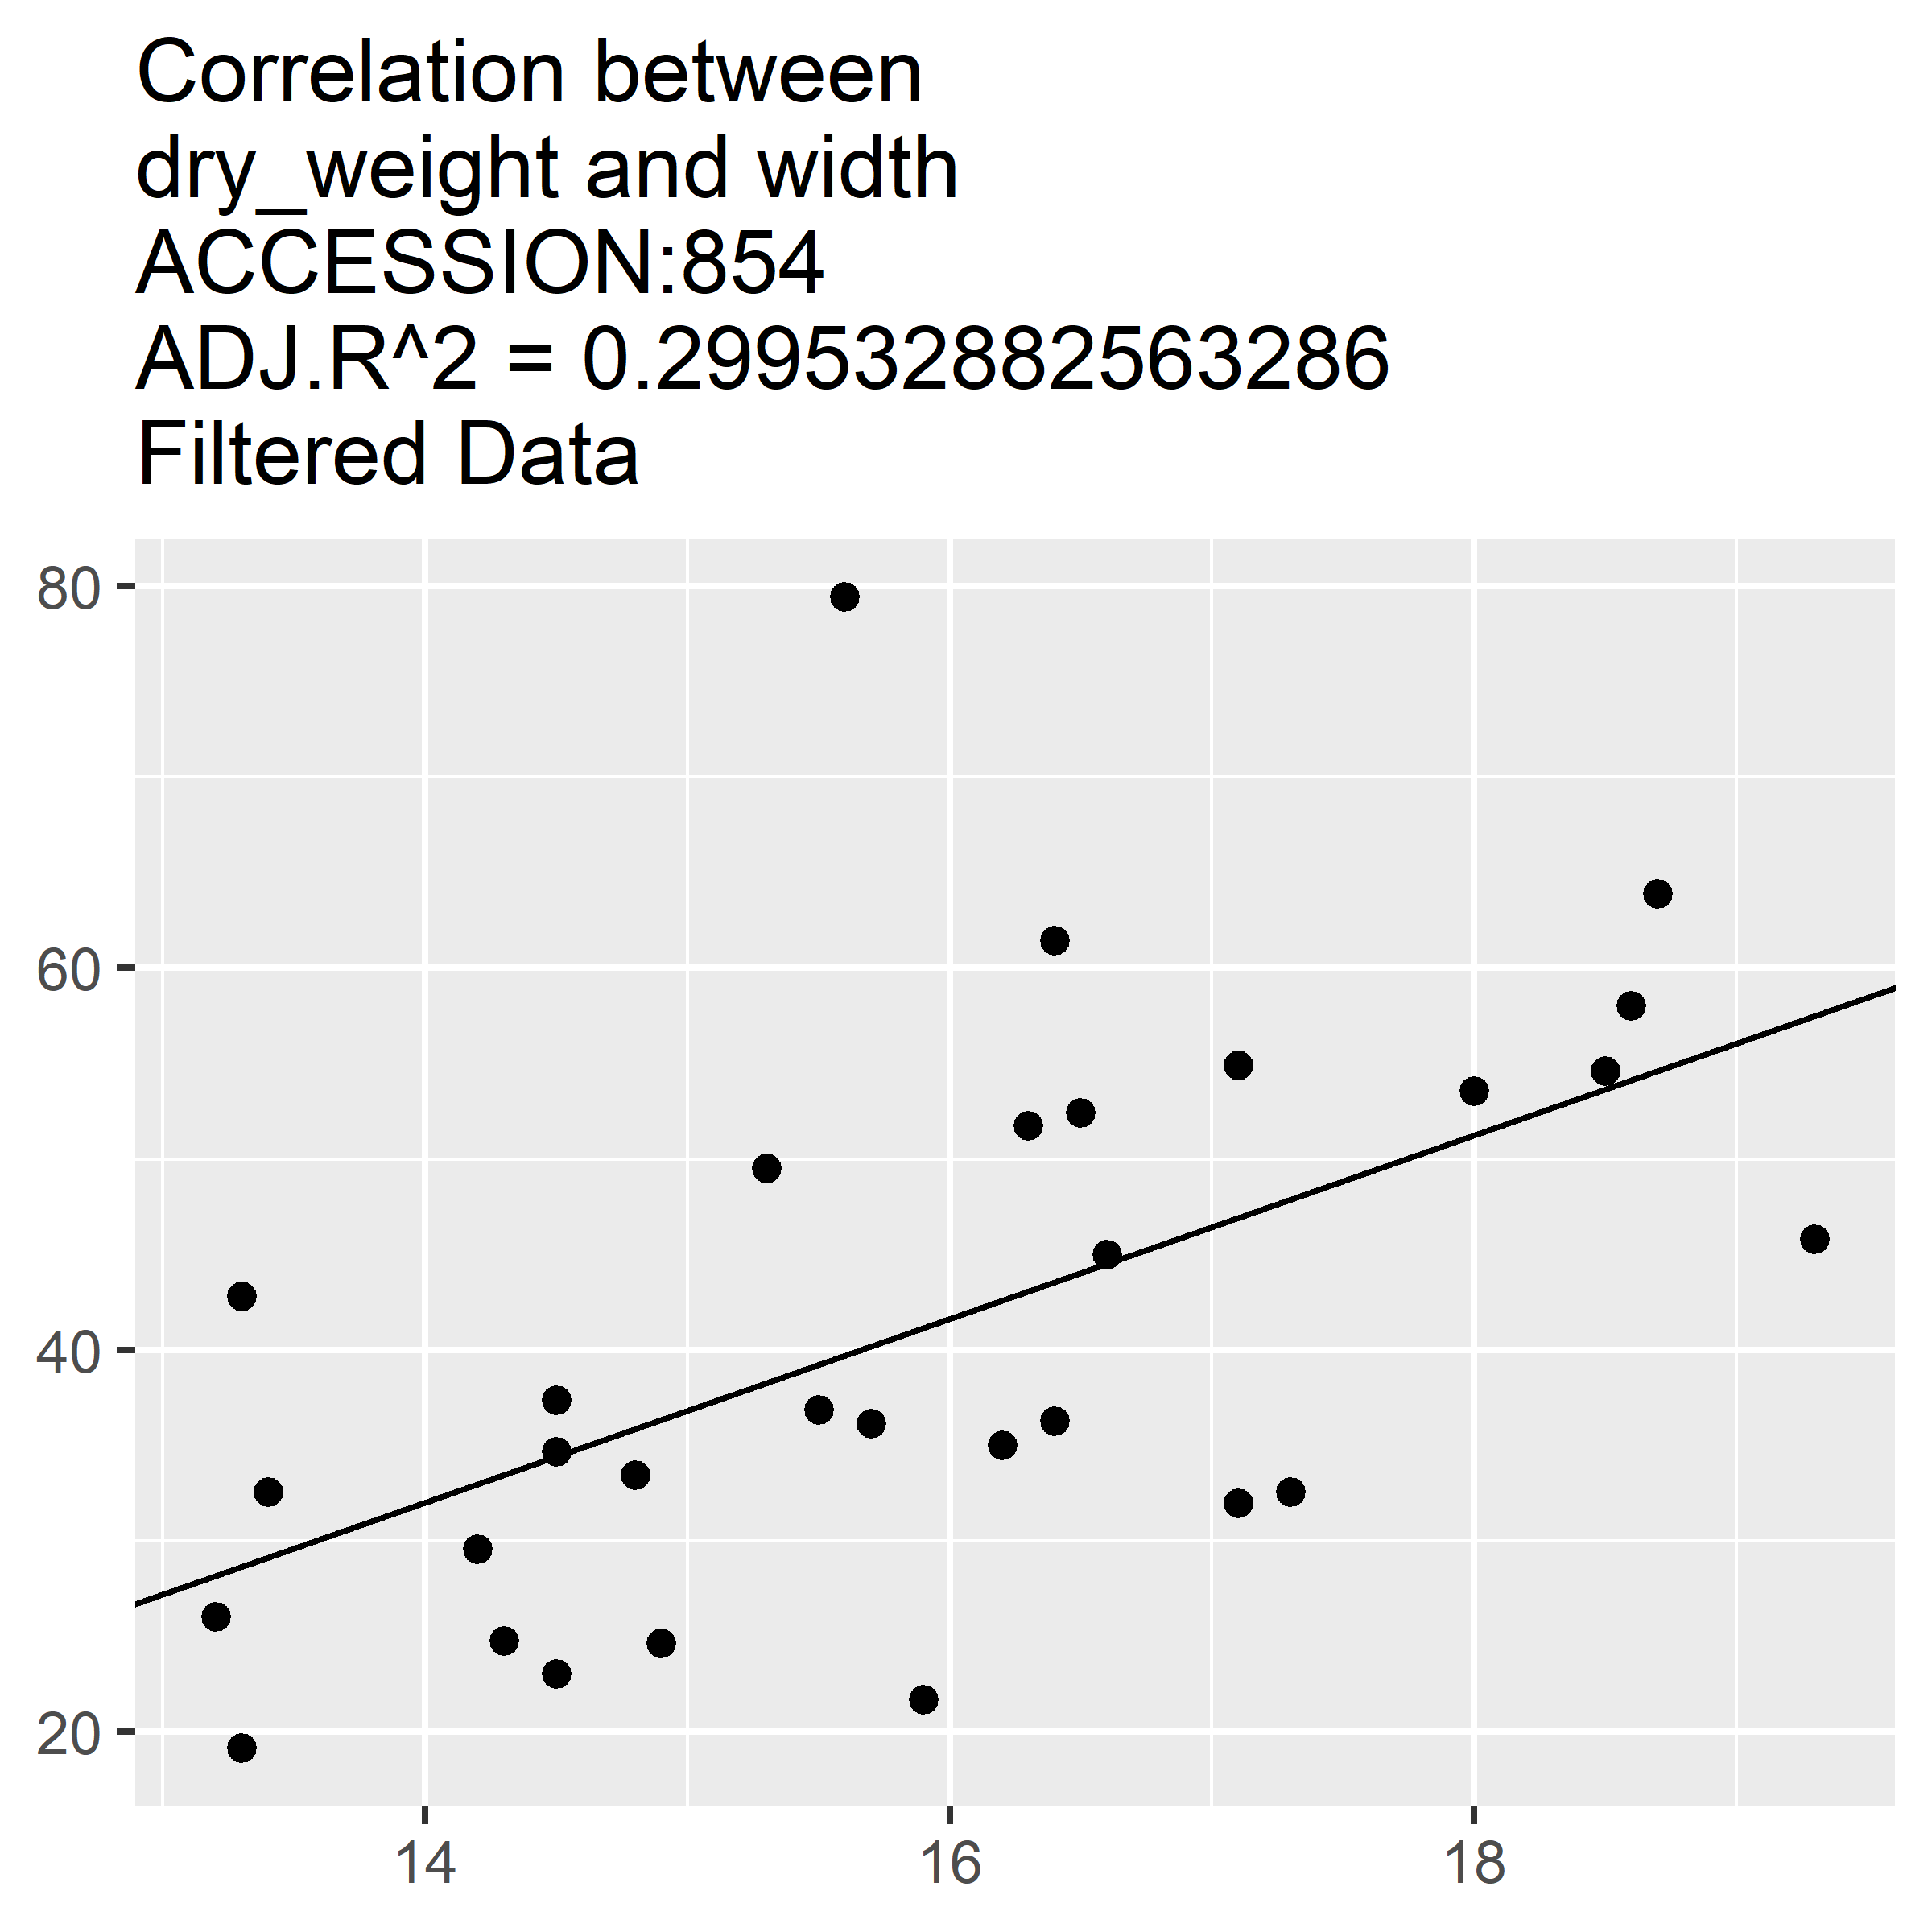 Correlation between
dry_weight and width
ACCESSION:854
ADJ.R^2 = 0.299532882563286
Filtered Data
80
60
40
20
14 16 18